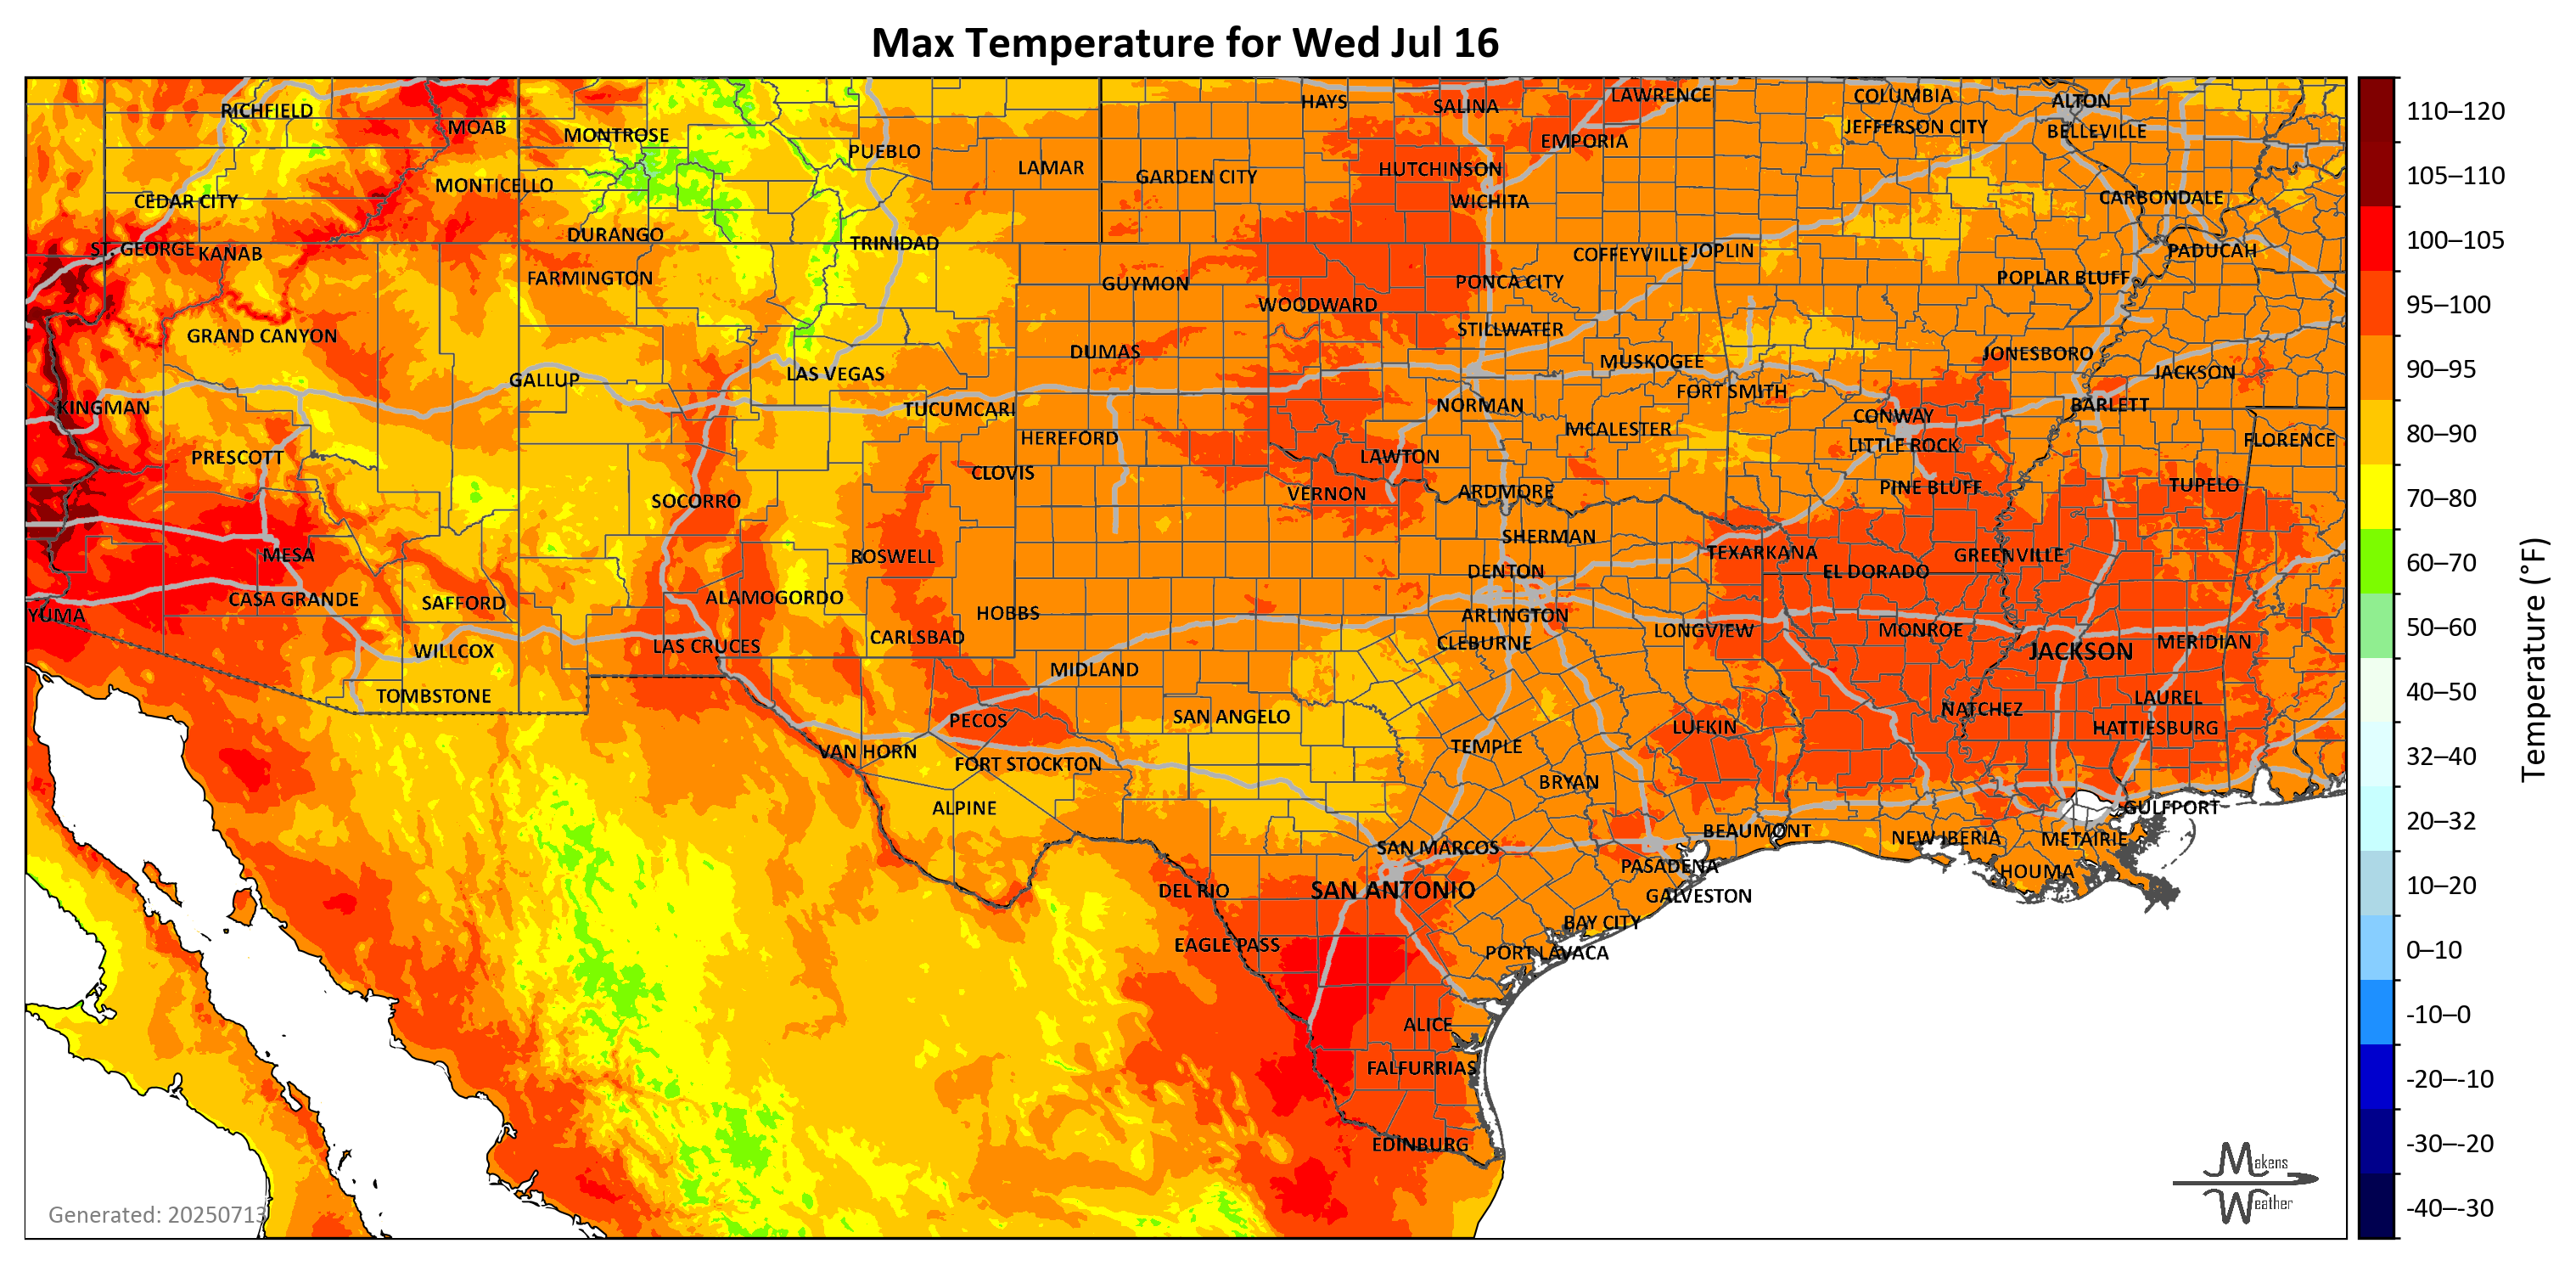 Max Temperature for Wed Jul 16
RICHFIELD
MOAB
MONTROSE
PUEBLO
LAMAR
GARDEN CITY
HAYS
SALINA
LAWRENCE
EMPORIA
HUTCHINSON
WICHITA
COLUMBIA
JEFFERSON CITY
ALTON
BELLEVILLE
CARBONDALE
PADUCAH
MONTICELLO
CEDAR CITY
ST. GEORGE
KANAB
DURANGO
TRINIDAD
FARMINGTON
GUYMON
WOODWARD
PONCA CITY
COFFEYVILLE
JOPLIN
POPLAR BLUFF
GRAND CANYON
STILLWATER
DUMAS
MUSKOGEE
JONESBORO
JACKSON
GALLUP
LAS VEGAS
FORT SMITH
KINGMAN
TUCUMCARI
NORMAN
CONWAY
BARLETT
HEREFORD
MCALESTER
LITTLE ROCK
FLORENCE
PRESCOTT
CLOVIS
LAWTON
SOCORRO
VERNON
ARDMORE
PINE BLUFF
TUPELO
SHERMAN
MESA
ROSWELL
TEXARKANA
GREENVILLE
DENTON
EL DORADO
CASA GRANDE
SAFFORD
ALAMOGORDO
HOBBS
ARLINGTON
YUMA
CARLSBAD
CLEBURNE
LONGVIEW
MONROE
JACKSON
MERIDIAN
WILLCOX
LAS CRUCES
MIDLAND
TOMBSTONE
PECOS
SAN ANGELO
LUFKIN
NATCHEZ
LAUREL
HATTIESBURG
VAN HORN
FORT STOCKTON
TEMPLE
BRYAN
ALPINE
GULFPORT
BEAUMONT
NEW IBERIA
METAIRIE
SAN MARCOS
PASADENA
HOUMA
DEL RIO
SAN ANTONIO
GALVESTON
BAY CITY
EAGLE PASS
PORT LAVACA
ALICE
FALFURRIAS
EDINBURG
Generated: 20250713
Makens
Weather
110–120
105–110
100–105
95–100
90–95
80–90
70–80
60–70
50–60
40–50
32–40
20–32
10–20
0–10
-10–0
-20–-10
-30–-20
-40–-30
Temperature (°F)